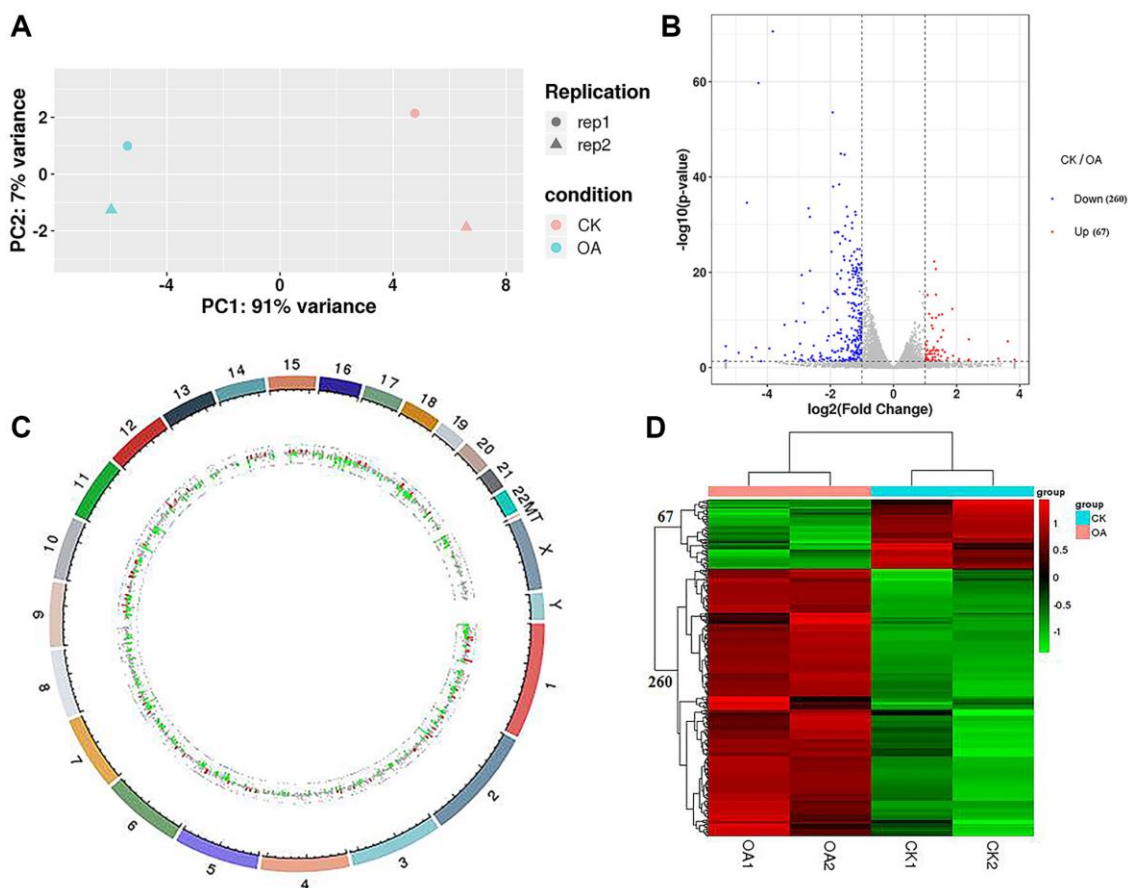 A
PC2: 7% variance
2
0
-2
-4
0
4
8
PC1: 91% variance
Replication
rep1
rep2
condition
CK
OA
B
-log10(p-value)
60
40
20
0
-4
-2
0
2
4
log2(Fold Change)
CK / OA
Down (260)
Up (67)
C
1
2
3
4
5
6
7
8
9
10
11
12
13
14
15
16
17
18
19
20
21
22
MT
X
Y
D
67
260
OA1
OA2
CK1
CK2
group
1
0.5
0
-0.5
-1
group
CK
OA